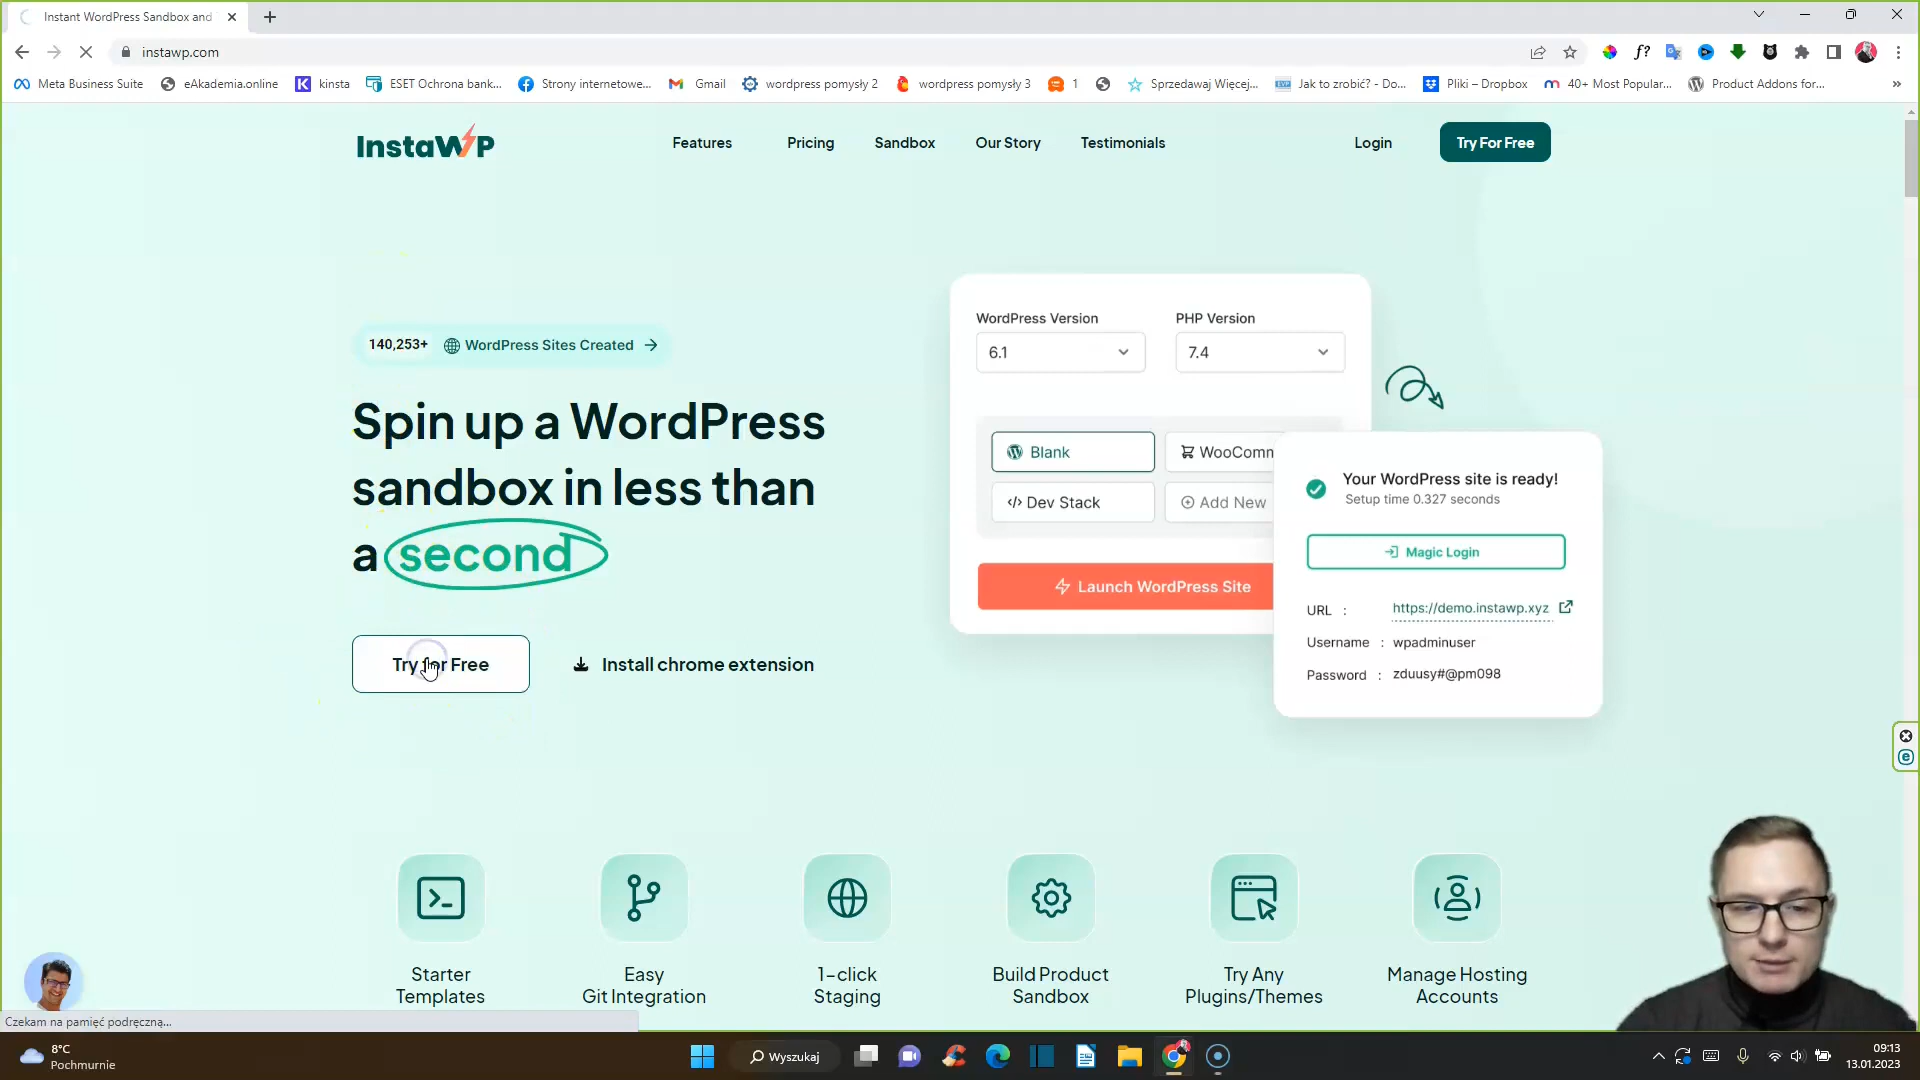 Instant WordPress Sandbox and
instawp.com
f?
Meta Business Suite
eAkademia.online
kinsta
ESET Ochrona bank...
Strony internetowe...
Gmail
wordpress pomysły 2
wordpress pomysły 3
1
Sprzedawaj Więcej,...
Jak to zrobić? - Do...
Pliki – Dropbox
40+ Most Popular...
Product Addons for...
»
InstaWP
Features
Pricing
Sandbox
Our Story
Testimonials
Login
Try For Free
140,253+ WordPress Sites Created
Spin up a WordPress
sandbox in less than
a second
Try for Free
Install chrome extension
WordPress Version
PHP Version
6.1
7.4
Blank
WooComm
Dev Stack
Add New
Launch WordPress Site
Your WordPress site is ready!
Setup time 0.327 seconds
Magic Login
URL : https://demo.instawp.xyz
Username : wpadminuser
Password : zduusy#@pm098
Starter
Templates
Easy
Git Integration
1-click
Staging
Build Product
Sandbox
Try Any
Plugins/Themes
Manage Hosting
Accounts
Czekam na pamięć podręczną...
8°C
Pochmurnie
Wyszukaj
09:13
13.01.2023